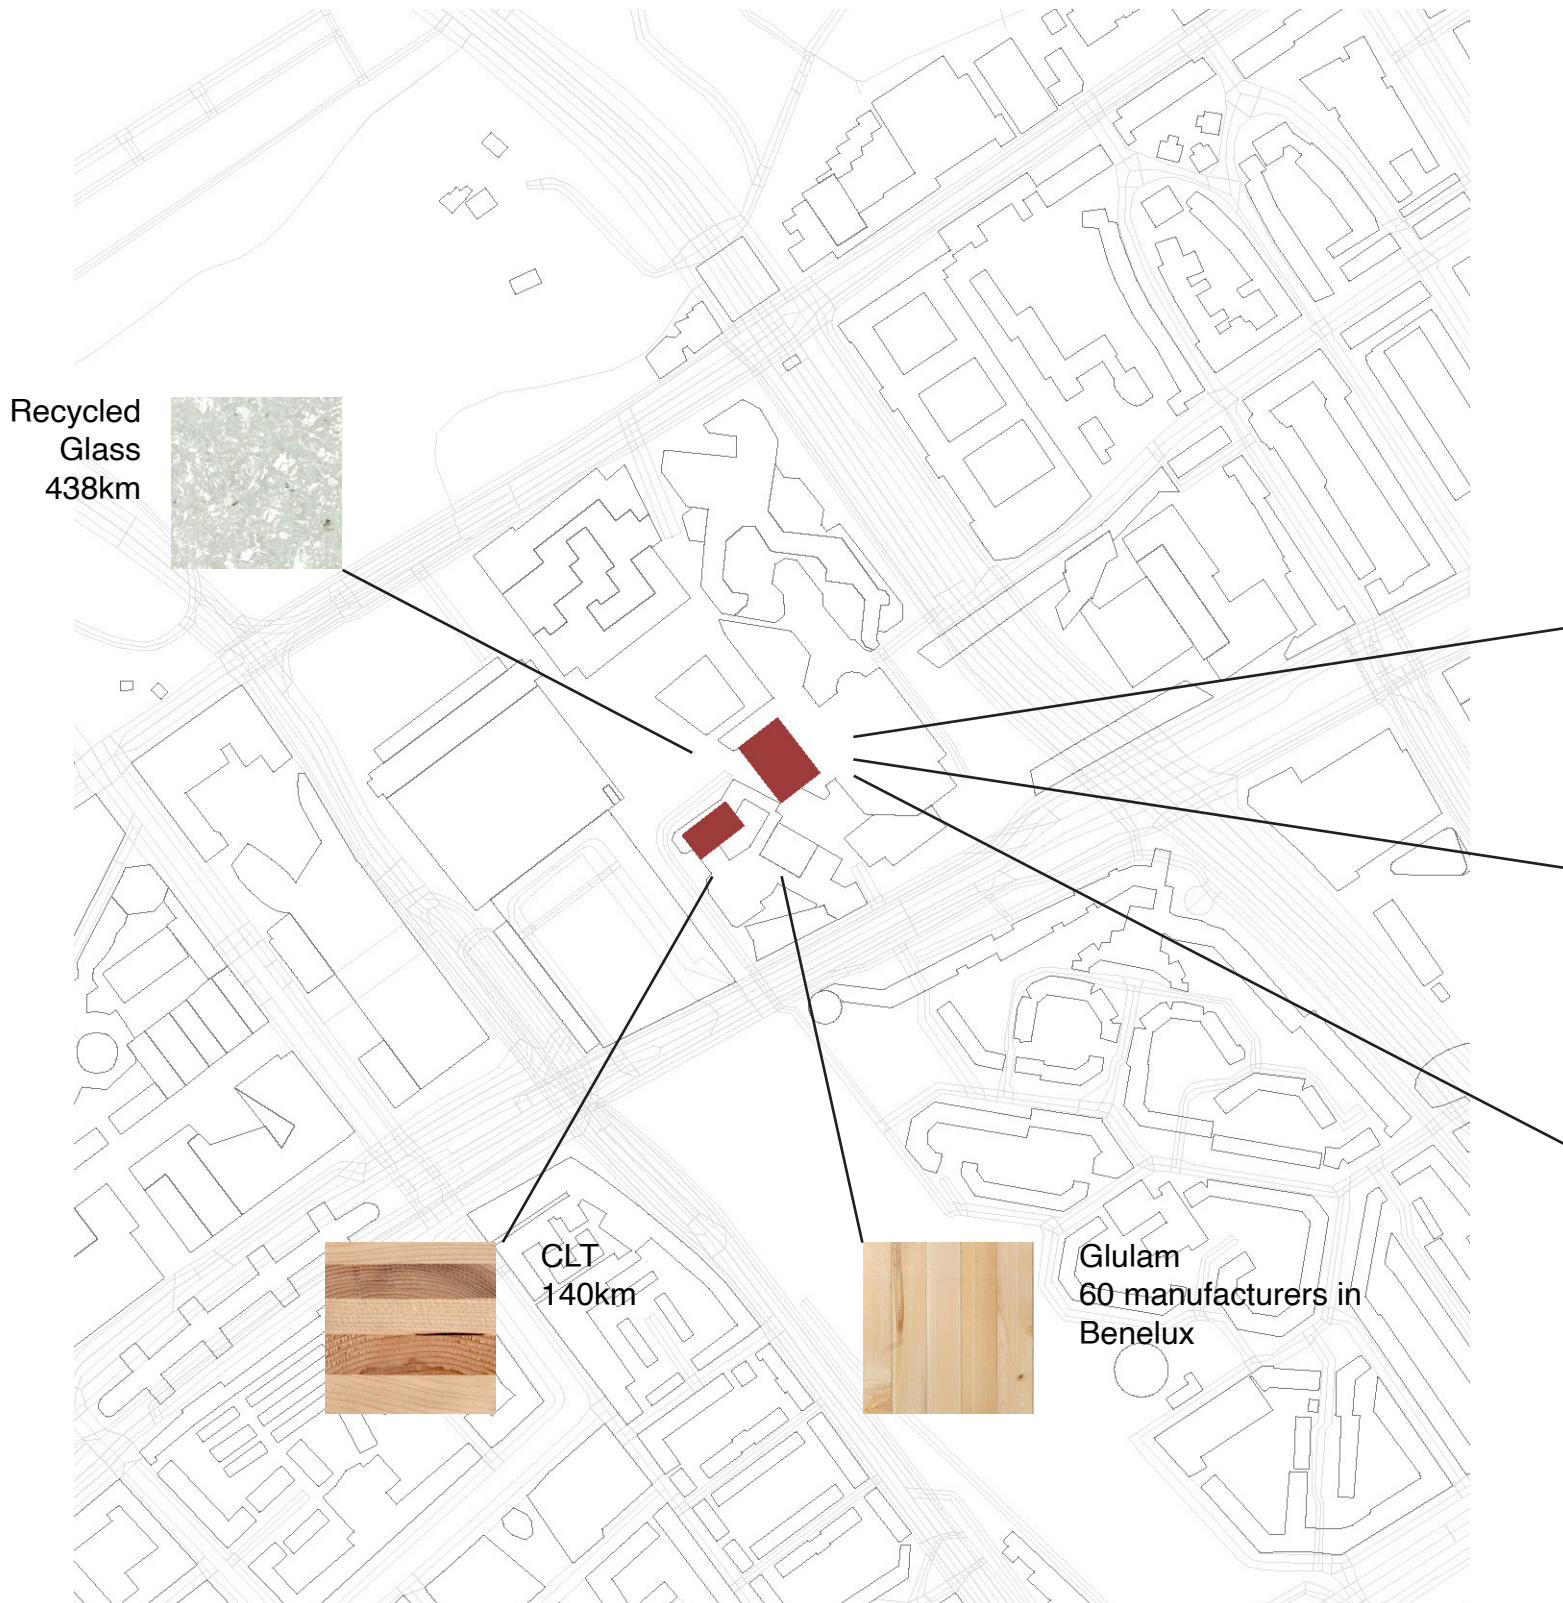 Recycled
Glass
438km
CLT
140km
Glulam
60 manufacturers in
Benelux